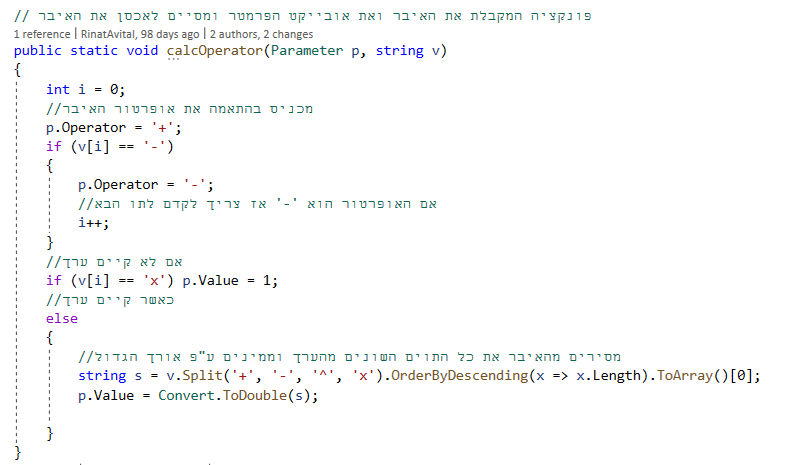 // פונקציה המקבלת את האיבר ואת אובייקט הפרמטר ומסיים לאכסן את האיבר
1 reference | RinatAvital, 98 days ago | 2 authors, 2 changes
public static void calcOperator(Parameter p, string v)
{
int i = 0;
//מכניס בהתאמה את אופרטור האיבר
p.Operator = '+';
if (v[i] == '-')
{
p.Operator = '-';
//אם האופרטור הוא '-' אז צריך לקדם לתו הבא
i++;
}
//אם לא קיים ערך
if (v[i] == 'x') p.Value = 1;
//כאשר קיים ערך
else
{
//מסירים מהאיבר את כל התוים השונים מהערך וממינים ע"פ אורך הגדול
string s = v.Split('+', '-', '^', 'x').OrderByDescending(x => x.Length).ToArray()[0];
p.Value = Convert.ToDouble(s);
}
}